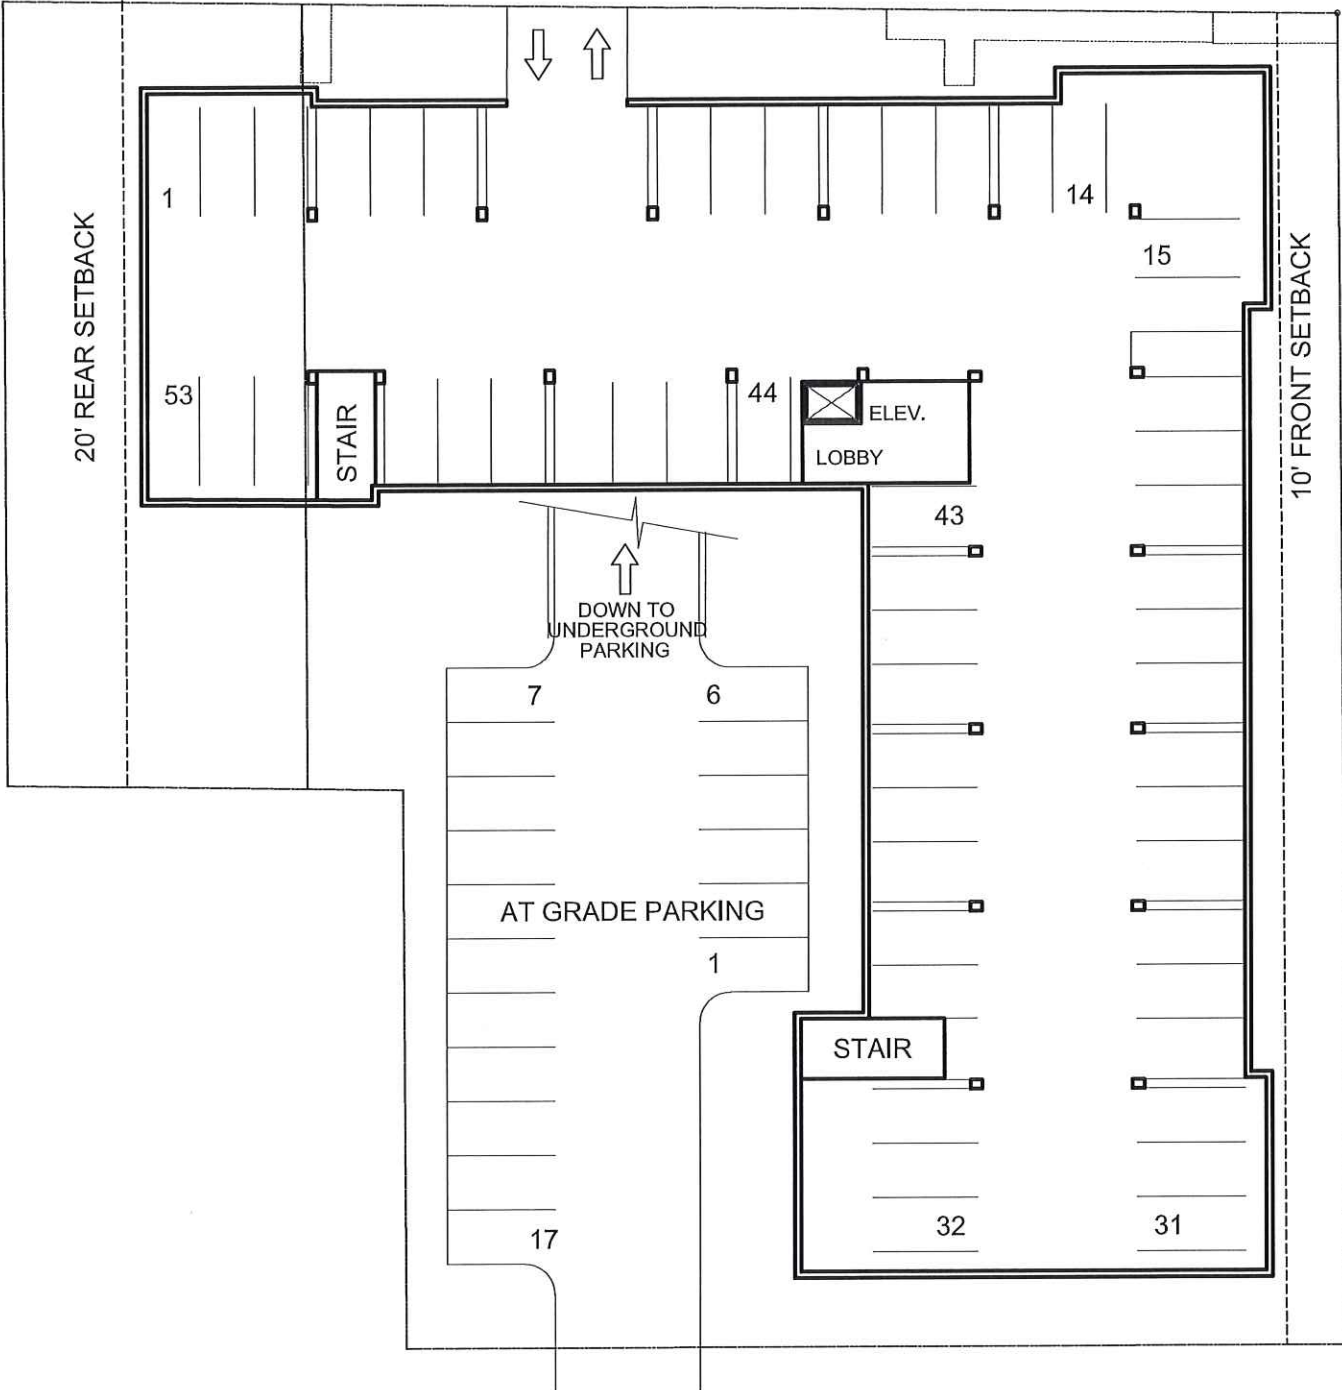 1
14
15
20' REAR SETBACK
10' FRONT SETBACK
53
STAIR
44
ELEV.
LOBBY
43
DOWN TO
UNDERGROUND
PARKING
7
6
AT GRADE PARKING
1
STAIR
32
31
17